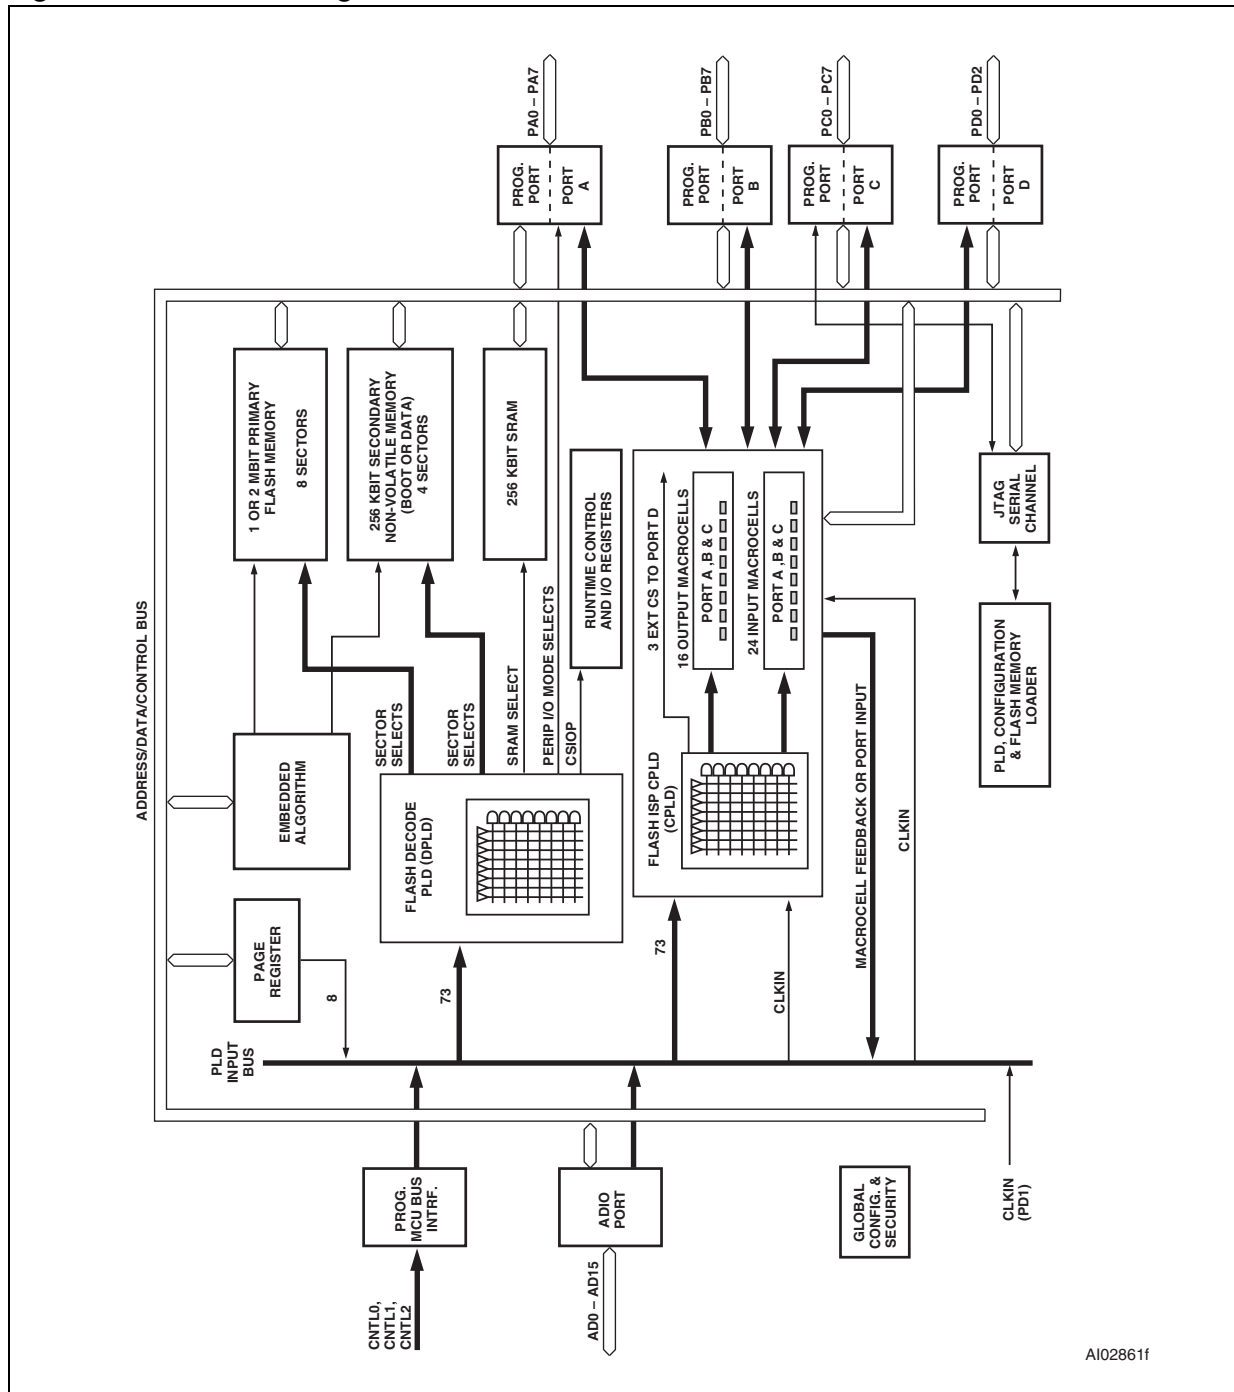 PA0 – PA7
PB0 – PB7
PC0 – PC7
PD0 – PD2
PROG.
PORT
PORT
A
PROG.
PORT
PORT
B
PROG.
PORT
PORT
C
PROG.
PORT
PORT
D
ADDRESS/DATA/CONTROL BUS
1 OR 2 MBIT PRIMARY
FLASH MEMORY
8 SECTORS
256 KBIT SECONDARY
NON-VOLATILE MEMORY
(BOOT OR DATA)
4 SECTORS
256 KBIT SRAM
RUNTIME CONTROL
AND I/O REGISTERS
3 EXT CS TO PORT D
16 OUTPUT MACROCELLS
PORT A ,B & C
24 INPUT MACROCELLS
PORT A ,B & C
JTAG
SERIAL
CHANNEL
PLD, CONFIGURATION
& FLASH MEMORY
LOADER
EMBEDDED
ALGORITHM
SECTOR
SELECTS
SECTOR
SELECTS
SRAM SELECT
PERIP I/O MODE SELECTS
CSIOP
FLASH DECODE
PLD (DPLD)
FLASH ISP CPLD
(CPLD)
MACROCELL FEEDBACK OR PORT INPUT
CLKIN
PAGE
REGISTER
8
73
73
CLKIN
PLD
INPUT
BUS
PROG.
MCU BUS
INTRF.
ADIO
PORT
GLOBAL
CONFIG. &
SECURITY
CLKIN
(PD1)
CNTL0,
CNTL1,
CNTL2
AD0 – AD15
AI02861f